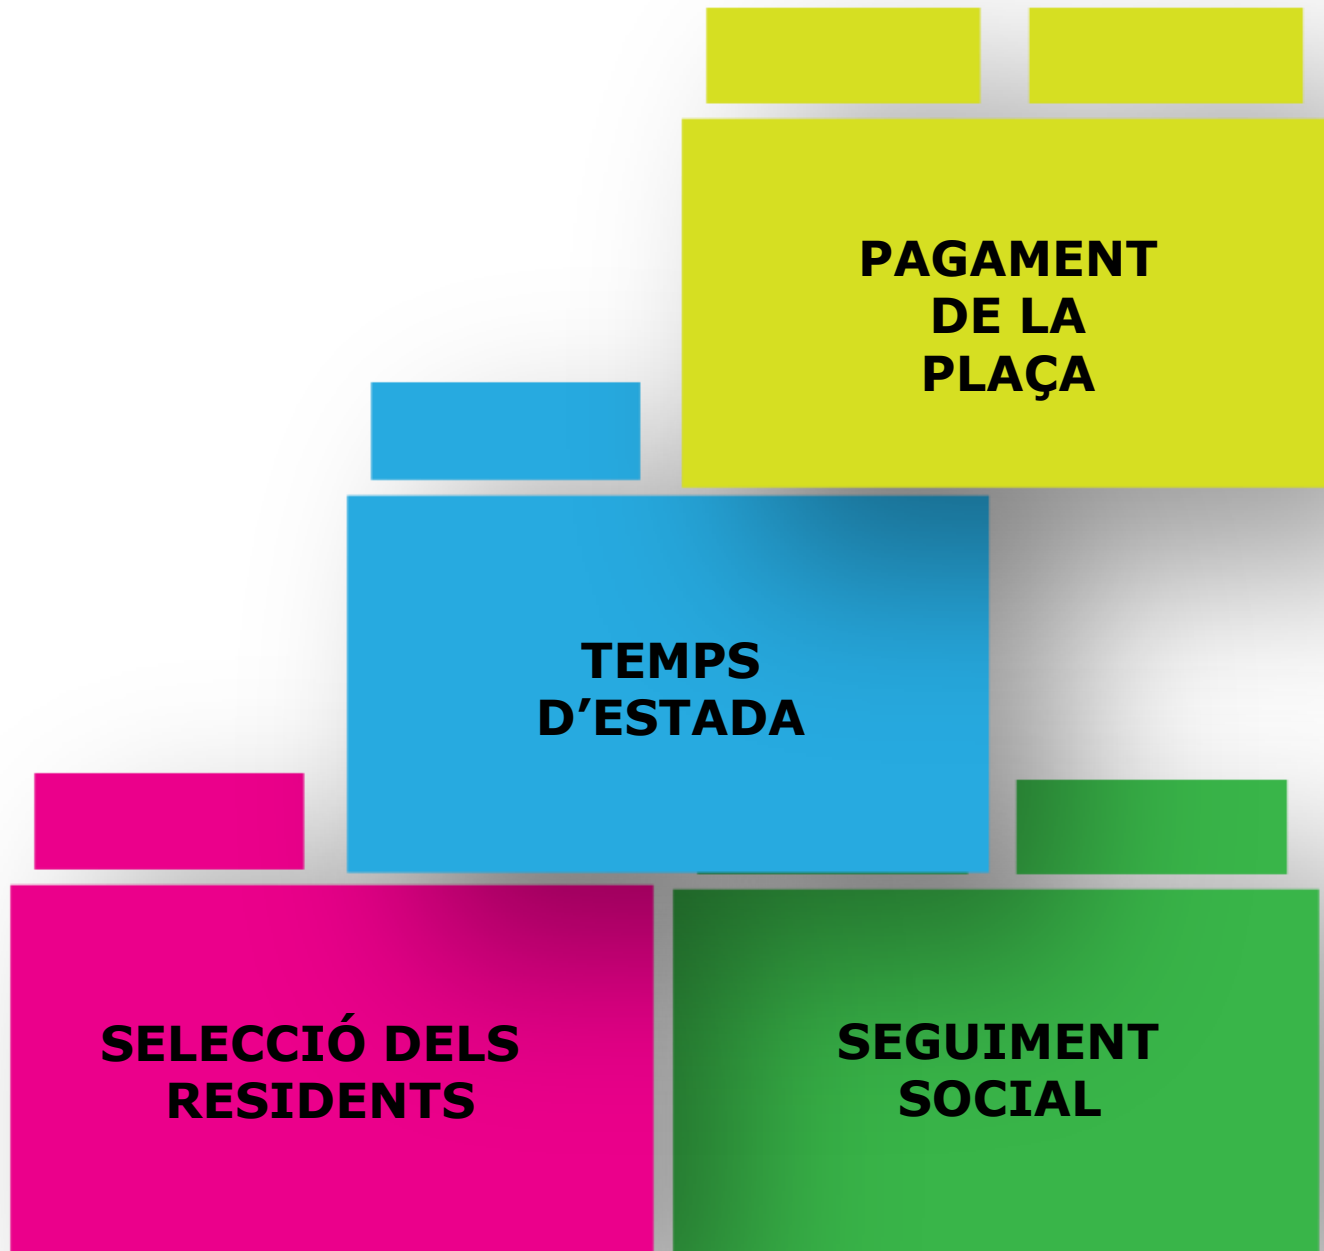 PAGAMENT
DE LA
PLAÇA
TEMPS
D’ESTADA
SELECCIÓ DELS
RESIDENTS
SEGUIMENT
SOCIAL